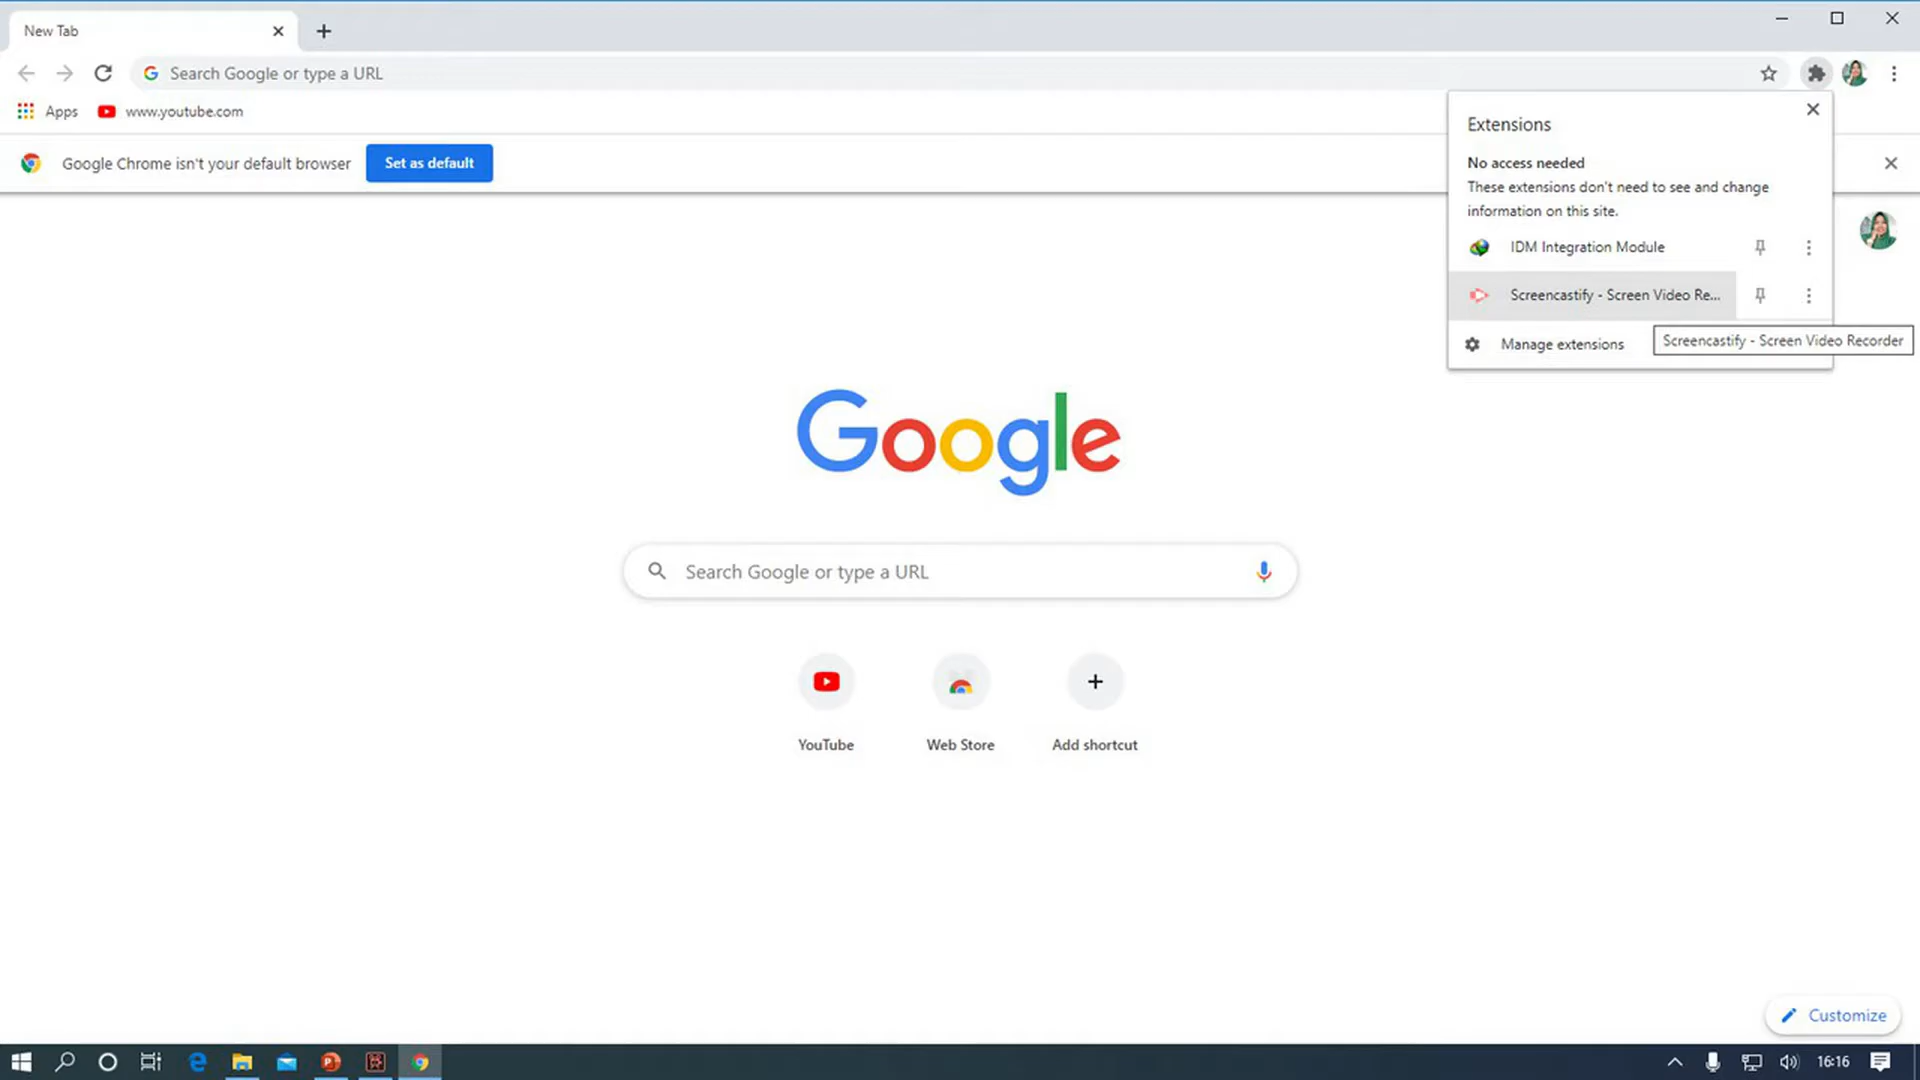 New Tab
Search Google or type a URL
Apps
www.youtube.com
Google Chrome isn't your default browser
Set as default
Extensions
No access needed
These extensions don't need to see and change
information on this site.
IDM Integration Module
Screencastify - Screen Video Re...
Manage extensions
Screencastify - Screen Video Recorder
Google
Search Google or type a URL
YouTube
Web Store
Add shortcut
Customize
16:16